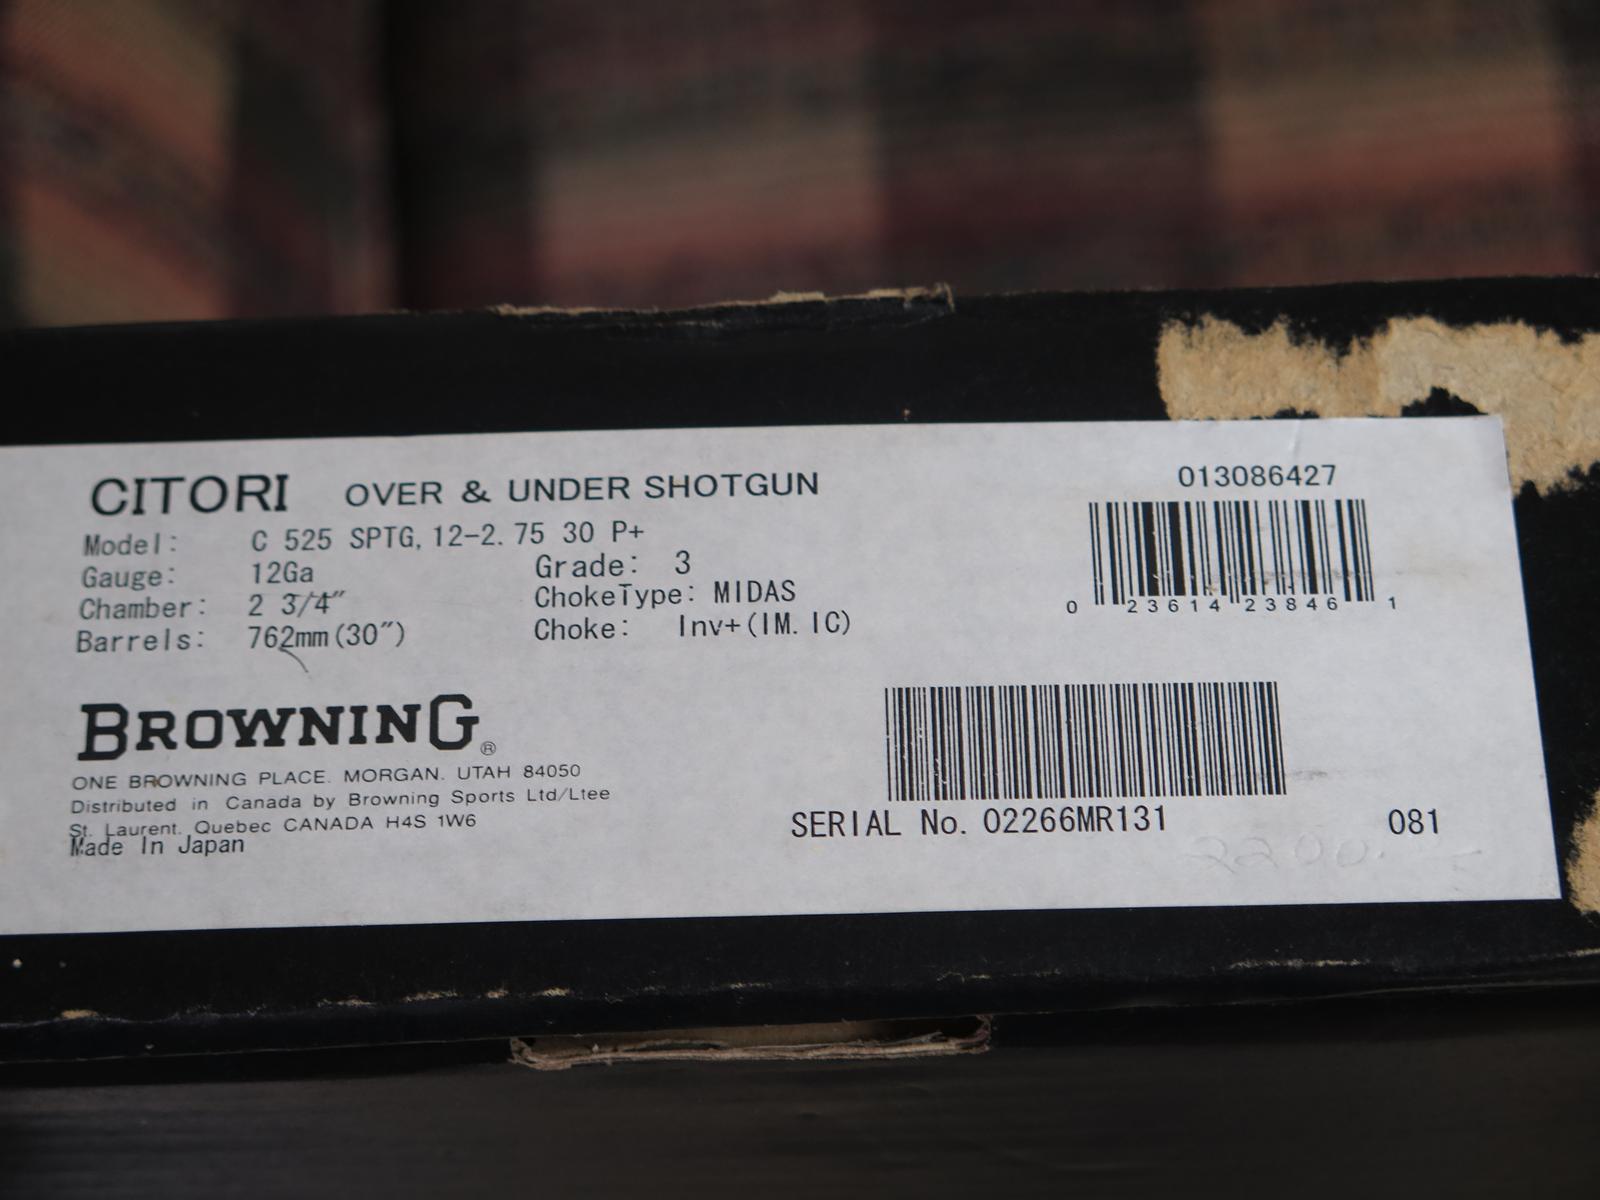 CITORI OVER & UNDER SHOTGUN
Model: C 525 SPTG, 12-2. 75 30 P+
Gauge: 12Ga
Grade: 3
Chamber: 2 3/4"
ChokeType: MIDAS
Barrels: 762mm(30")
Choke: Inv+(IM. IC)
013086427
0 23614 23846 1
BROWNING®
ONE BROWNING PLACE. MORGAN. UTAH 84050
Distributed in Canada by Browning Sports Ltd/Ltee
St. Laurent. Quebec CANADA H4S 1W6
Made In Japan
SERIAL No. 02266MR131 081
2200.